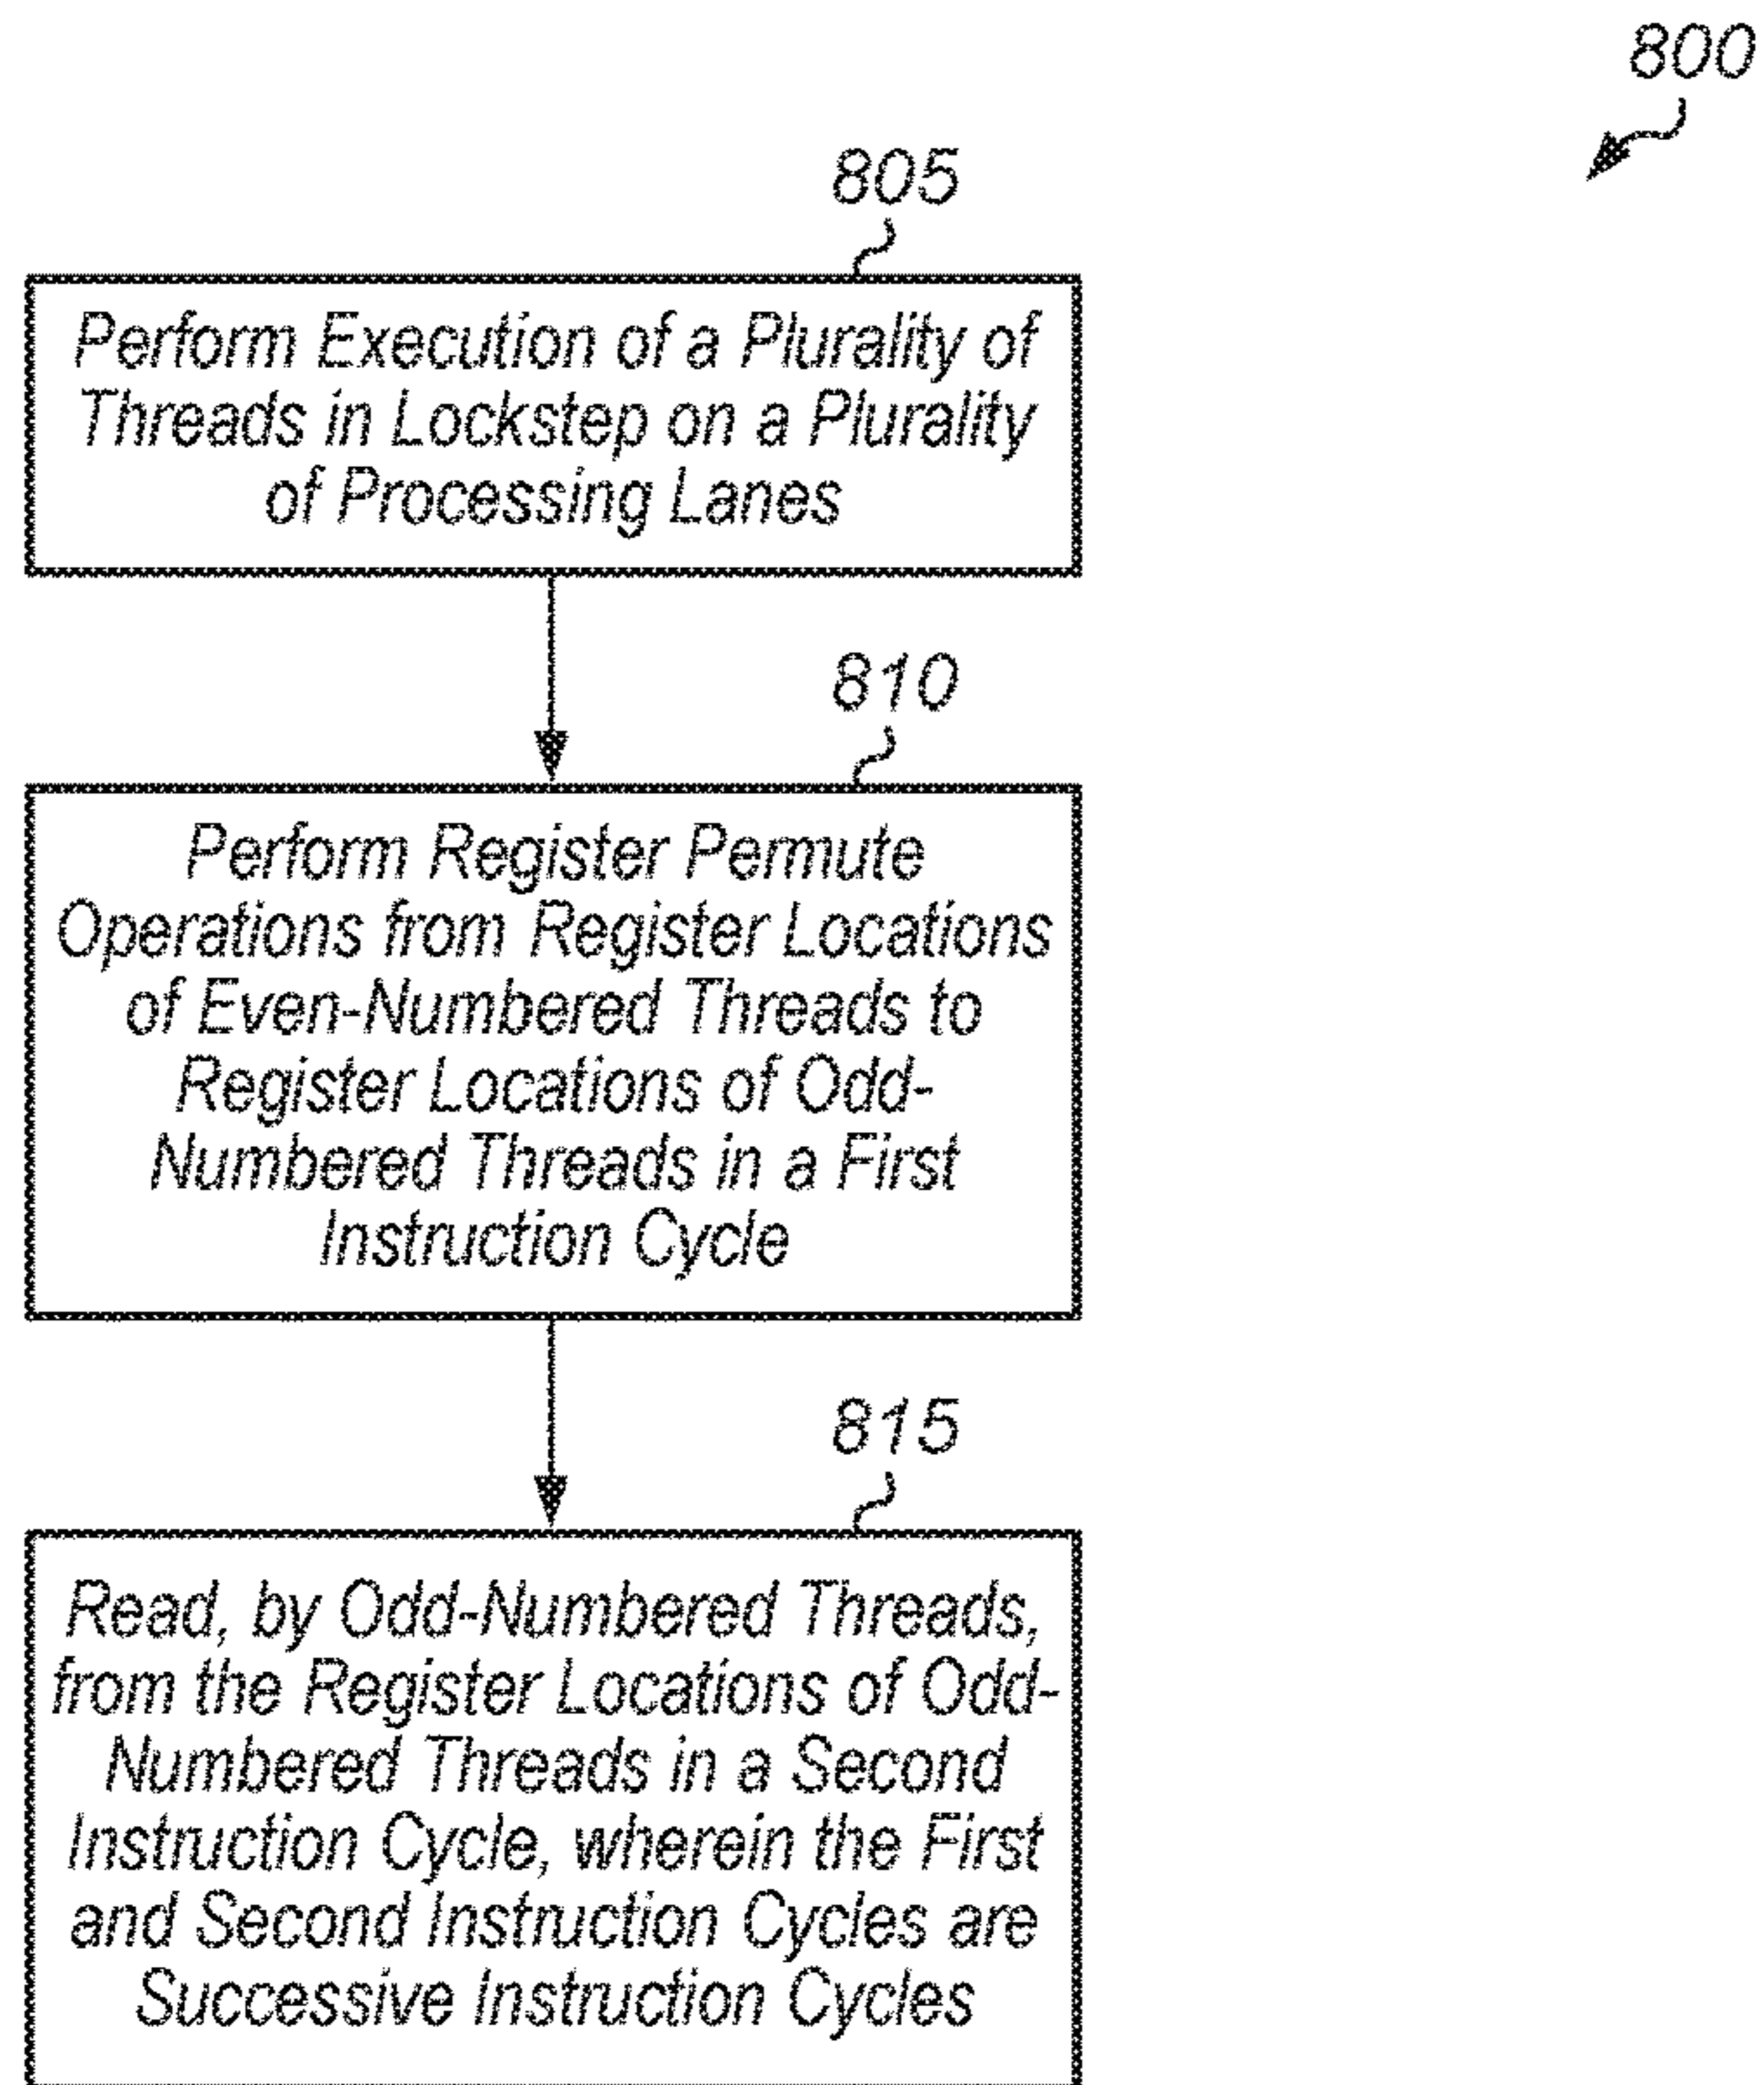 800
805
Perform Execution of a Plurality of
Threads in Lockstep on a Plurality
of Processing Lanes
810
Perform Register Permute
Operations from Register Locations
of Even-Numbered Threads to
Register Locations of Odd-
Numbered Threads in a First
Instruction Cycle
815
Read, by Odd-Numbered Threads,
from the Register Locations of Odd-
Numbered Threads in a Second
Instruction Cycle, wherein the First
and Second Instruction Cycles are
Successive Instruction Cycles